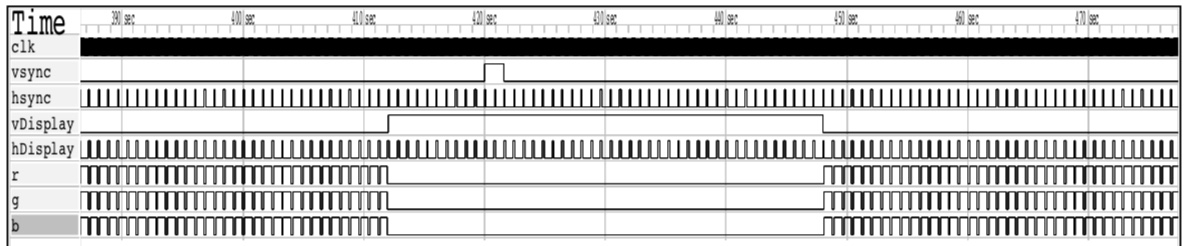 Time
390 sec 400 sec 410 sec 420 sec 430 sec 440 sec 450 sec 460 sec 470 sec
clk
vsync
hsync
vDisplay
hDisplay
r
g
b